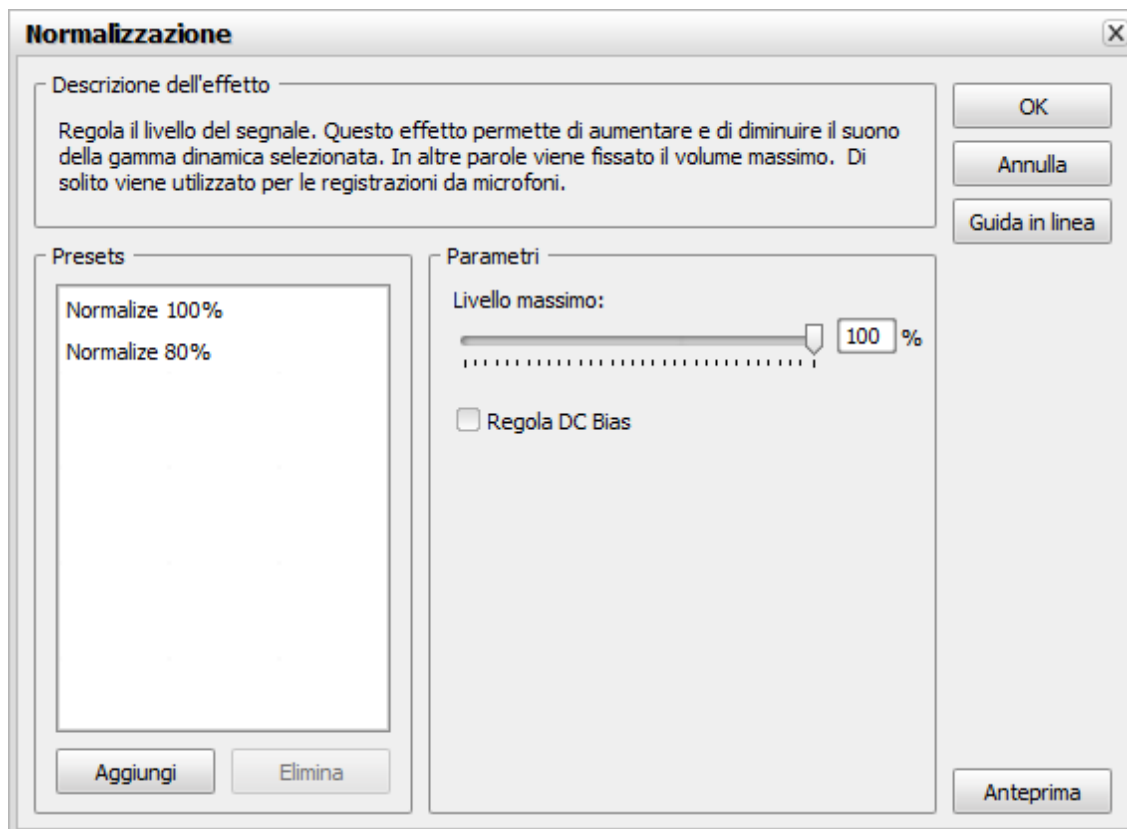 Normalizzazione
Descrizione dell'effetto
Regola il livello del segnale. Questo effetto permette di aumentare e di diminuire il suono
della gamma dinamica selezionata. In altre parole viene fissato il volume massimo.  Di
solito viene utilizzato per le registrazioni da microfoni.
OK
Annulla
Guida in linea
Presets
Normalize 100%
Normalize 80%
Aggiungi
Elimina
Parametri
Livello massimo:
100 %
Regola DC Bias
Anteprima